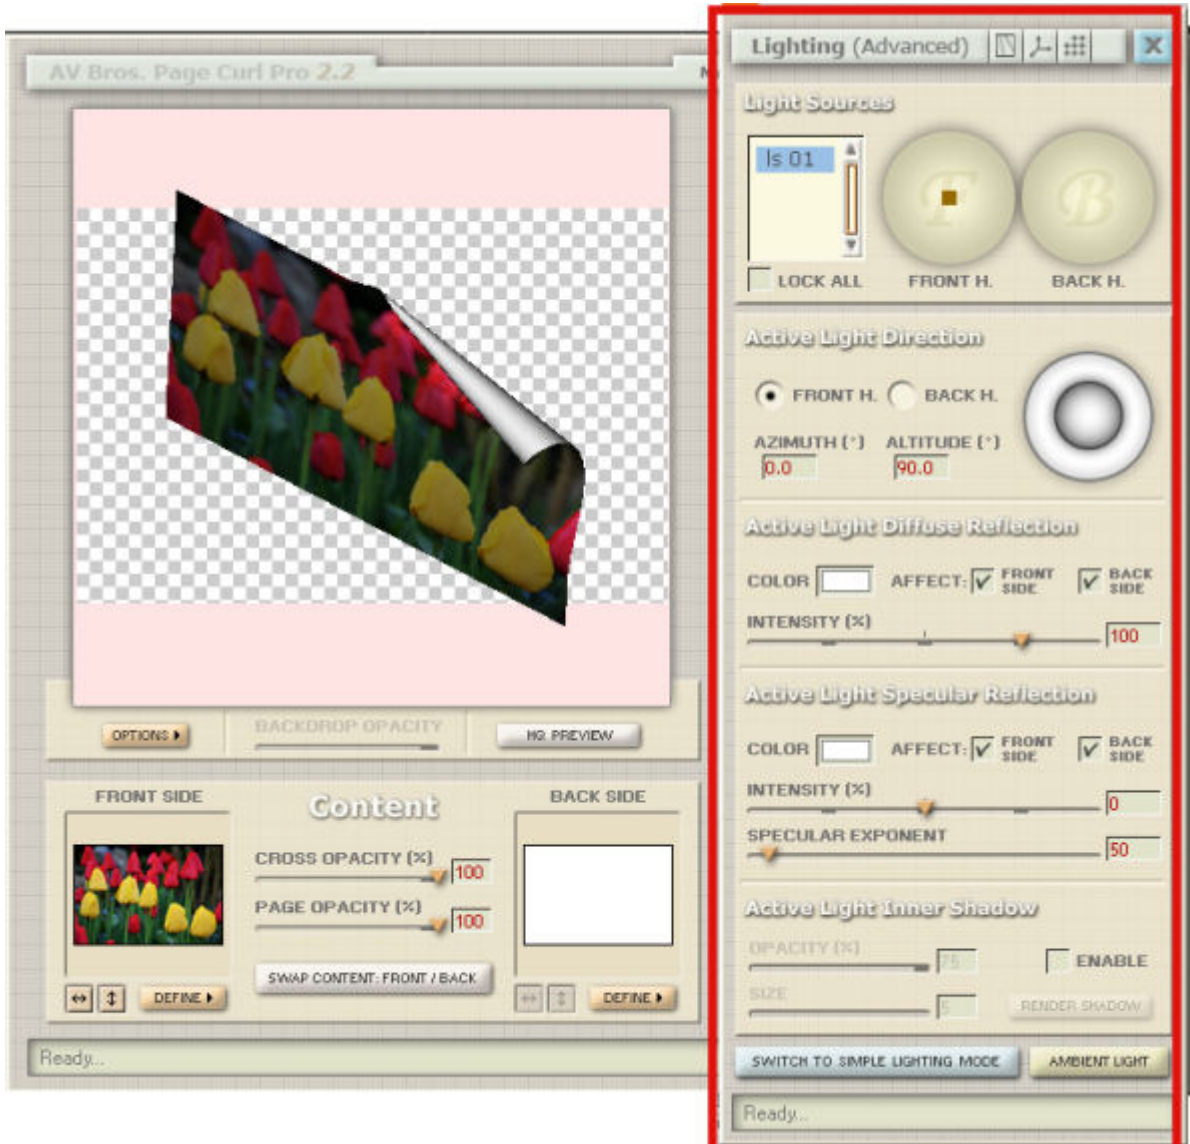 AV Bros. Page Curl Pro 2.2
OPTIONS
BACKDROP OPACITY
HQ PREVIEW
FRONT SIDE
Content
BACK SIDE
CROSS OPACITY (%)
100
PAGE OPACITY (%)
100
SWAP CONTENT: FRONT / BACK
DEFINE
DEFINE
Ready...
Lighting (Advanced)
X
Light Sources
ls 01
F
B
LOCK ALL
FRONT H.
BACK H.
Active Light Direction
FRONT H.
BACK H.
AZIMUTH (°)
ALTITUDE (°)
0.0
90.0
Active Light Diffuse Reflection
COLOR
AFFECT:
FRONT SIDE
BACK SIDE
INTENSITY (%)
100
Active Light Specular Reflection
COLOR
AFFECT:
FRONT SIDE
BACK SIDE
INTENSITY (%)
0
SPECULAR EXPONENT
50
Active Light Inner Shadow
OPACITY (%)
75
ENABLE
SIZE
5
RENDER SHADOW
SWITCH TO SIMPLE LIGHTING MODE
AMBIENT LIGHT
Ready...